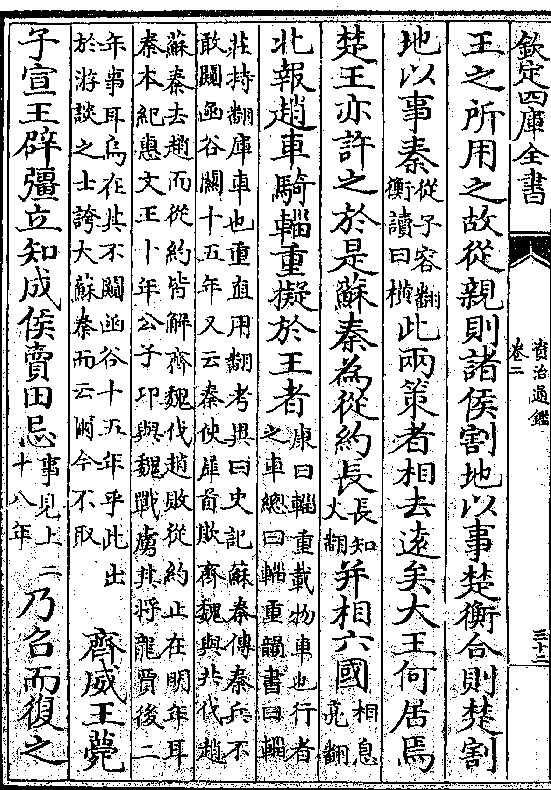 欽定四庫全書
資治通鑑
卷二
三十二
王之所用之故從親則諸侯割地以事楚衡合則楚割
地以事秦從子容翻衡讀曰橫此兩策者相去遠矣大王何居焉
楚王亦許之於是蘇秦為從約長長知丈翻并相六國相息亮翻
北報趙車騎輜重擬於王者康曰輜重載物車也行者之車總曰輜重韻書曰輜
莊持翻庫車也重直用翻考異曰史記蘇秦傳秦兵不
敢闚函谷關十五年又云秦使犀首欺齊魏與共伐趙
蘇秦去趙而從約皆解齊魏伐趙敗從約止在明年耳
秦本紀惠文王十年公子卬與魏戰虜其將龍賈後二
年事耳烏在其不闚函谷十五年乎此出
於游談之士誇大蘇秦而云爾今不取
齊威王薨
子宣王辟彊立知成侯賣田忌事見上二十八年乃召而復之